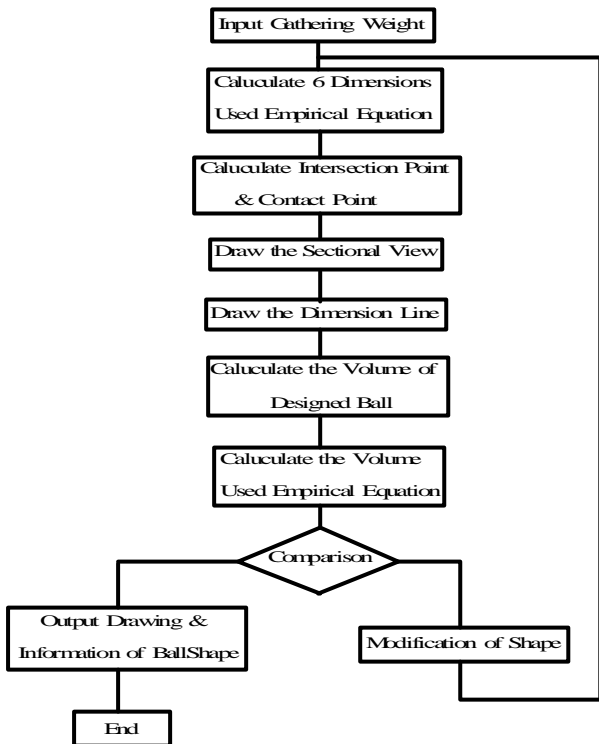 Input Gathering Weight
Caluculate 6 Dimensions
Used Empirical Equation
Caluculate Intersection Point
& Contact Point
Draw the Sectional View
Draw the Dimension Line
Caluculate the Volume of
Designed Ball
Caluculate the Volume
Used Empirical Equation
Comparison
Output Drawing &
Information of BallShape
Modification of Shape
End